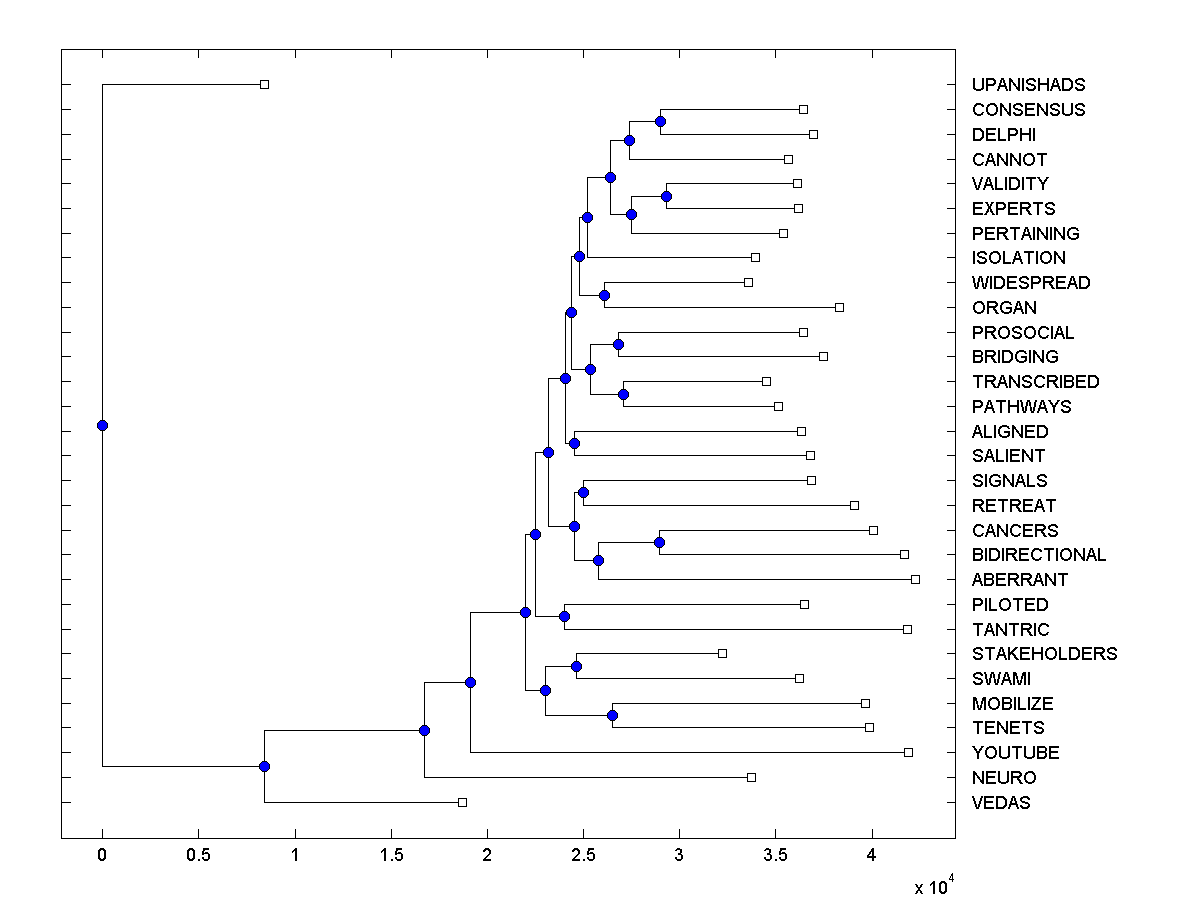 UPANISHADS
CONSENSUS
DELPHI
CANNOT
VALIDITY
EXPERTS
PERTAINING
ISOLATION
WIDESPREAD
ORGAN
PROSOCIAL
BRIDGING
TRANSCRIBED
PATHWAYS
ALIGNED
SALIENT
SIGNALS
RETREAT
CANCERS
BIDIRECTIONAL
ABERRANT
PILOTED
TANTRIC
STAKEHOLDERS
SWAMI
MOBILIZE
TENETS
YOUTUBE
NEURO
VEDAS
0 0.5 1 1.5 2 2.5 3 3.5 4
x 10^4